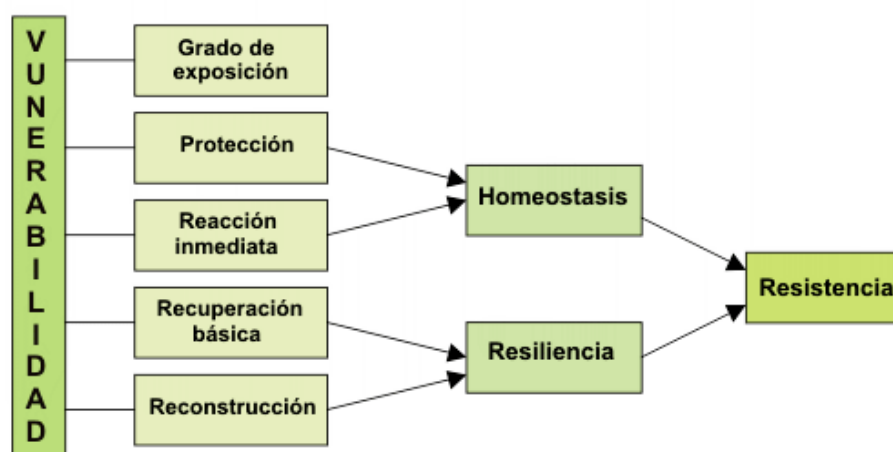 VUNERABILIDAD
Grado de
exposición
Protección
Reacción
inmediata
Recuperación
básica
Reconstrucción
Homeostasis
Resiliencia
Resistencia